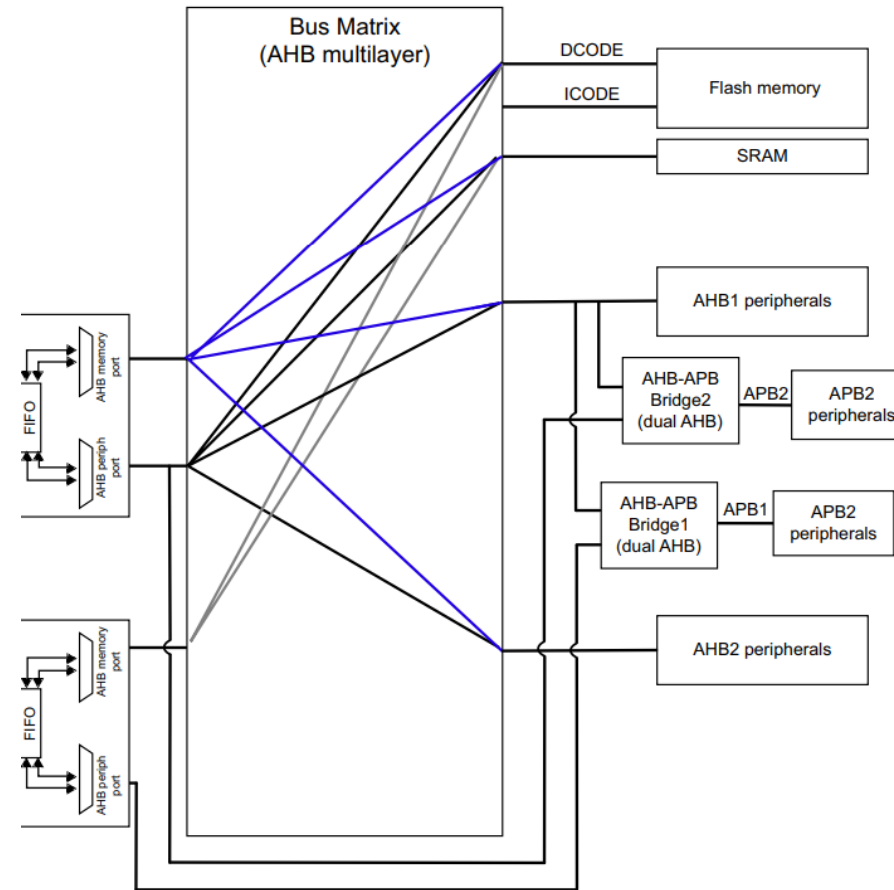 Bus Matrix
(AHB multilayer)
DCODE
ICODE
Flash memory
SRAM
AHB1 peripherals
AHB memory
port
FIFO
AHB periph
port
AHB-APB
Bridge2
(dual AHB)
APB2
APB2
peripherals
AHB-APB
Bridge1
(dual AHB)
APB1
APB2
peripherals
AHB2 peripherals
AHB memory
port
FIFO
AHB periph
port